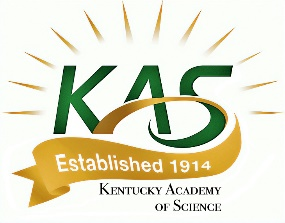 KAS
Established 1914
KENTUCKY ACADEMY
OF SCIENCE